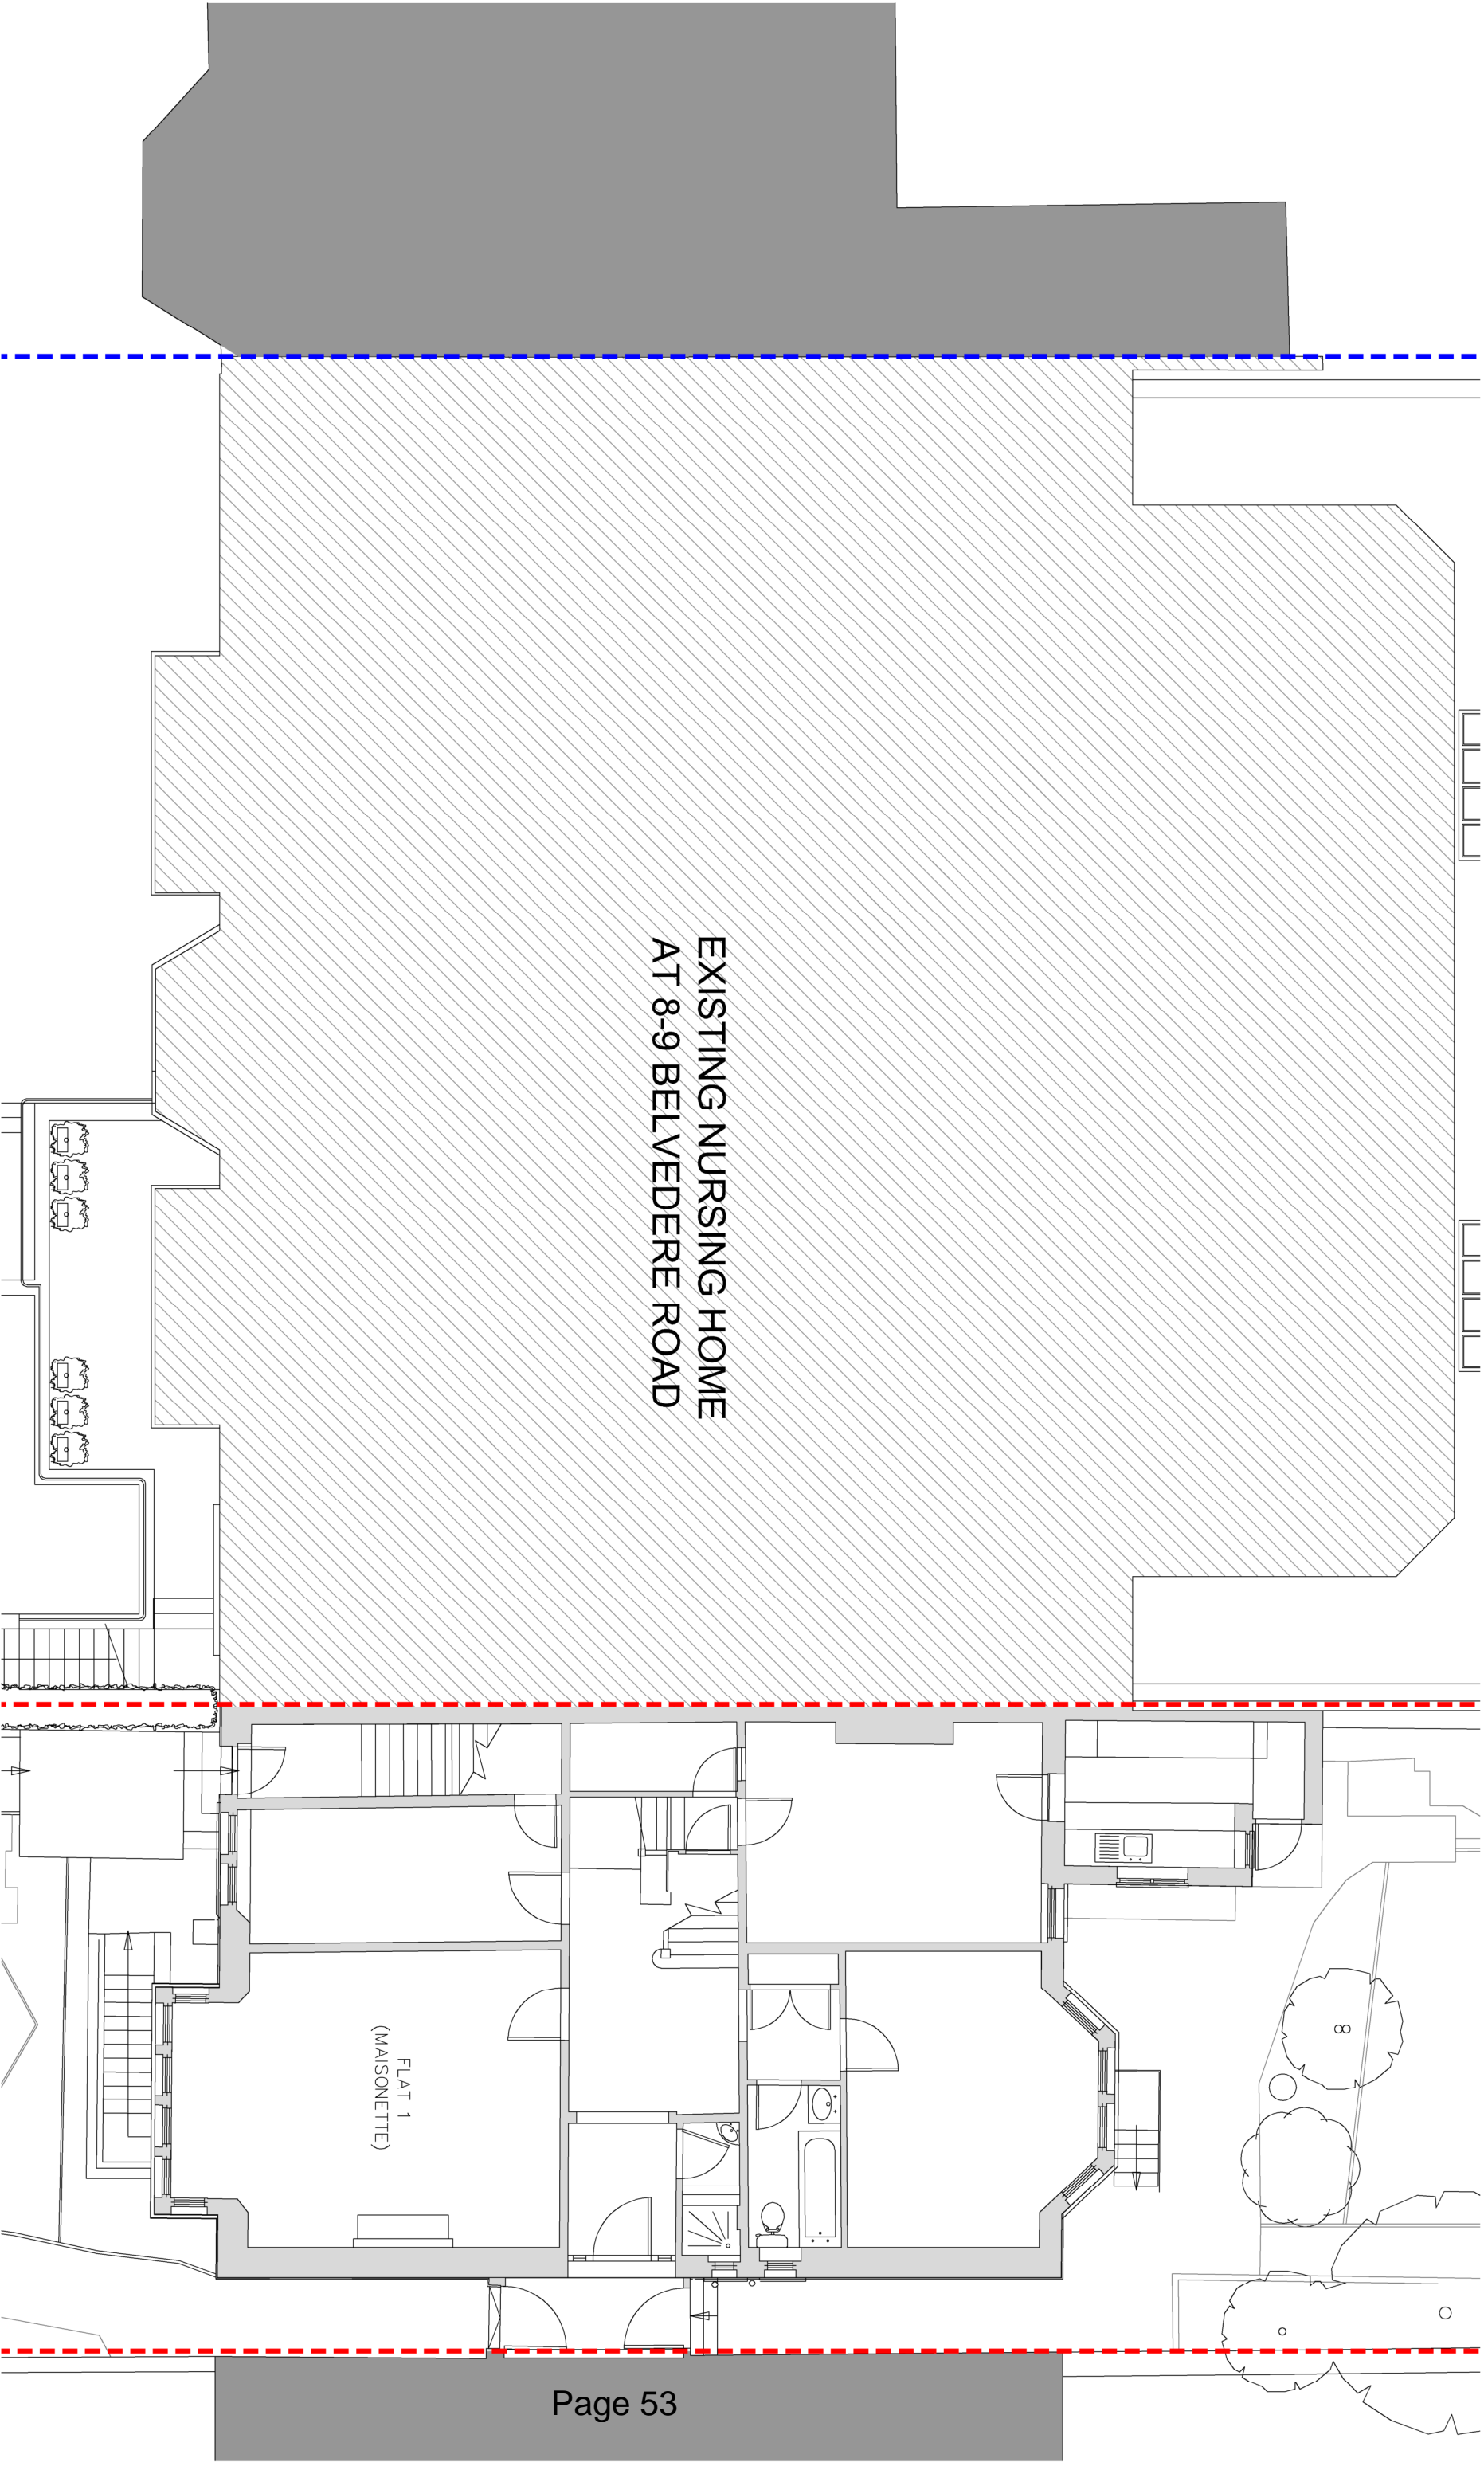 EXISTING NURSING HOME
AT 8-9 BELVEDERE ROAD
FLAT 1
(MAISONETTE)
Page 53